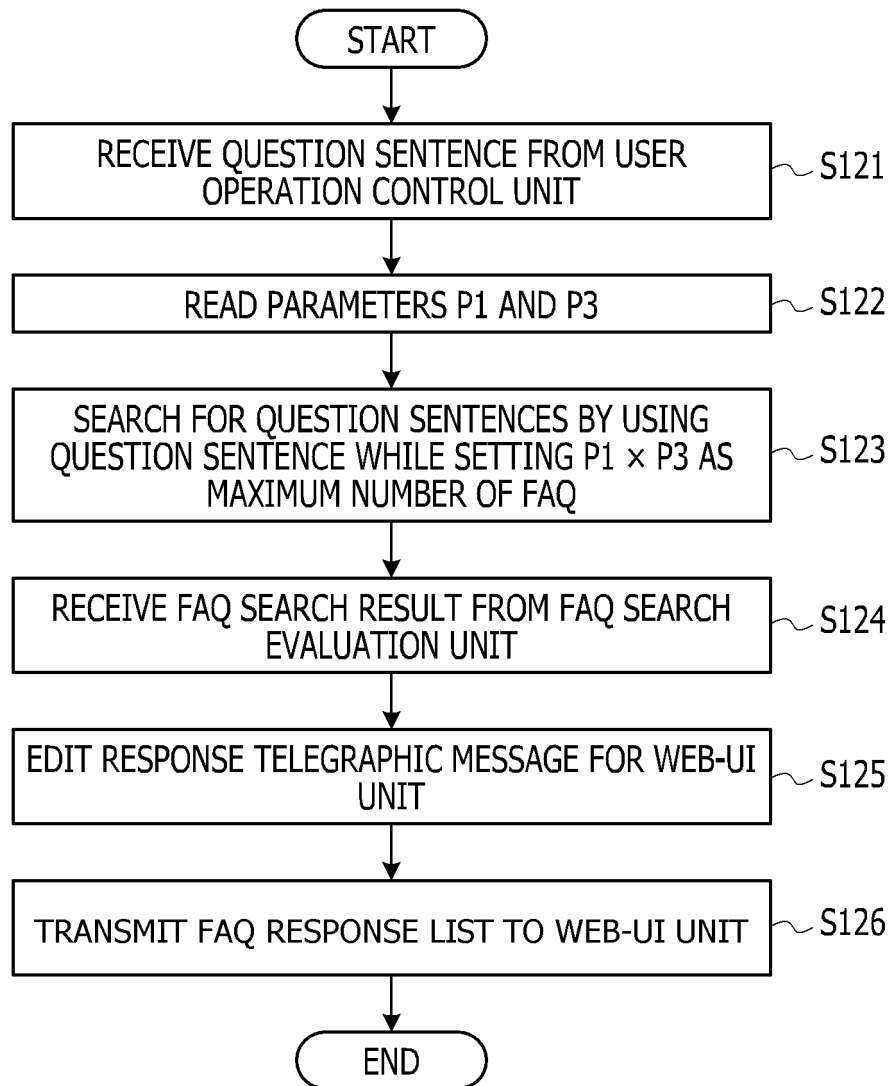 START
RECEIVE QUESTION SENTENCE FROM USER
OPERATION CONTROL UNIT
S121
READ PARAMETERS P1 AND P3
S122
SEARCH FOR QUESTION SENTENCES BY USING
QUESTION SENTENCE WHILE SETTING P1 × P3 AS
MAXIMUM NUMBER OF FAQ
S123
RECEIVE FAQ SEARCH RESULT FROM FAQ SEARCH
EVALUATION UNIT
S124
EDIT RESPONSE TELEGRAPHIC MESSAGE FOR WEB-UI
UNIT
S125
TRANSMIT FAQ RESPONSE LIST TO WEB-UI UNIT
S126
END